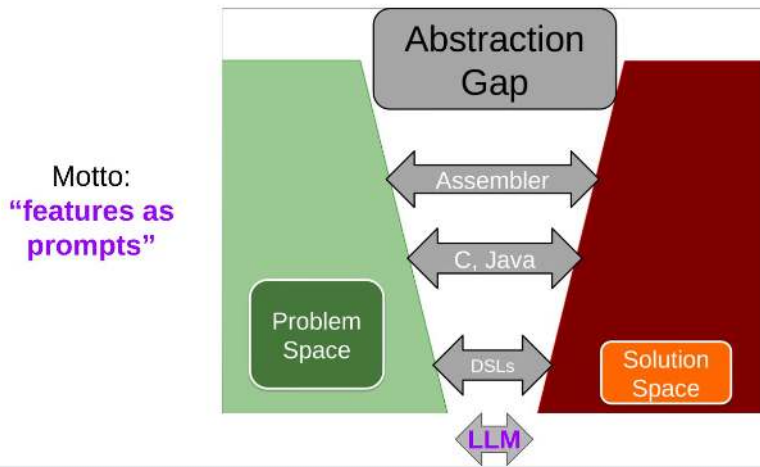 Abstraction
Gap
Motto:
“features as
prompts”
Assembler
C, Java
Problem
Space
DSLs
Solution
Space
LLM